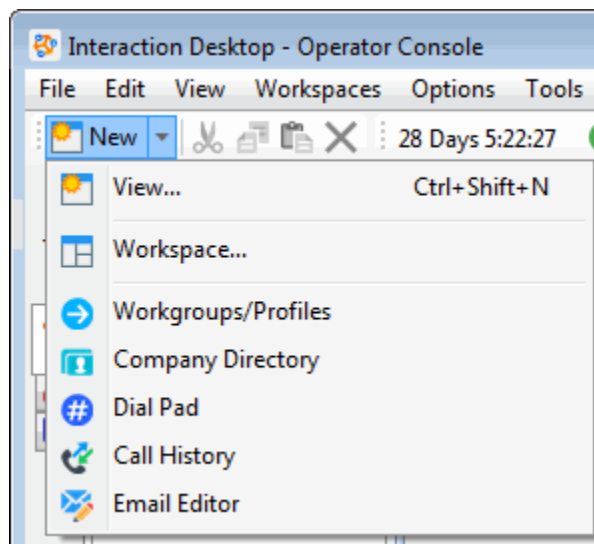 Interaction Desktop - Operator Console
File Edit View Workspaces Options Tools
New 28 Days 5:22:27
View... Ctrl+Shift+N
Workspace...
Workgroups/Profiles
Company Directory
# Dial Pad
Call History
Email Editor